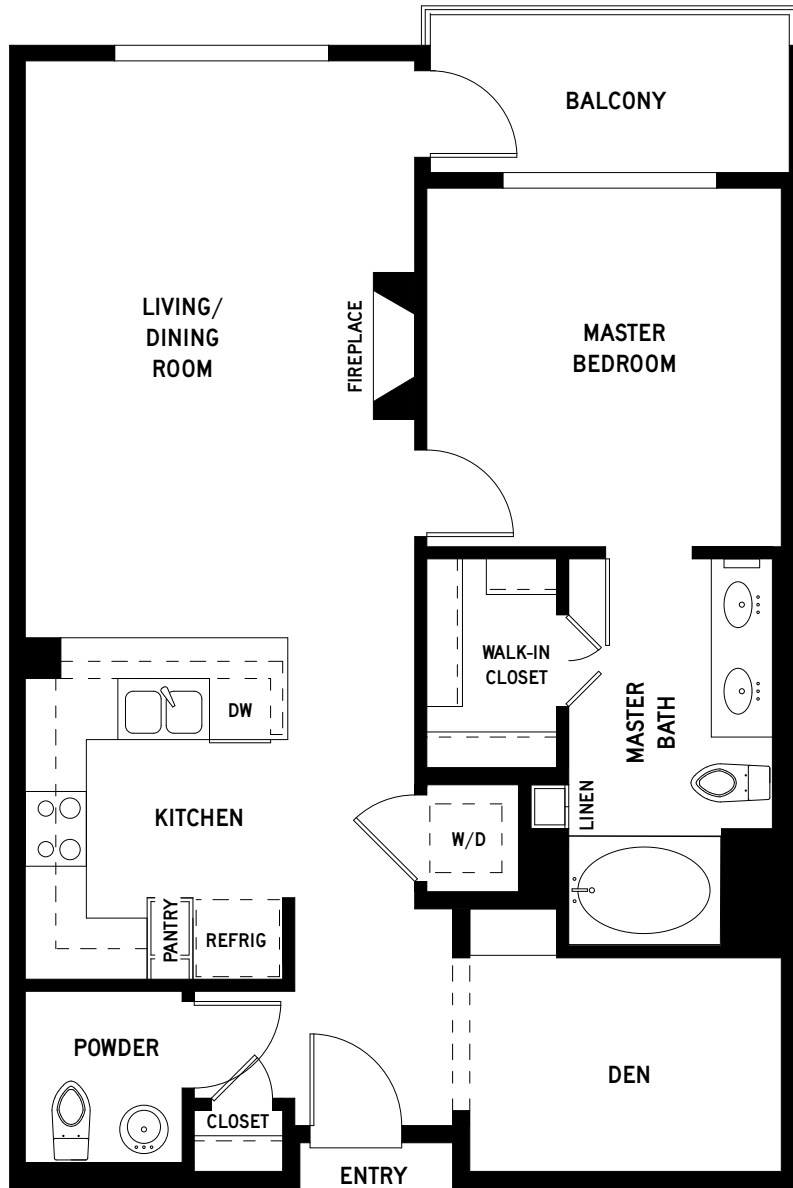 BALCONY
LIVING/
DINING
ROOM
FIREPLACE
MASTER
BEDROOM
WALK-IN
CLOSET
MASTER
BATH
DW
KITCHEN
W/D
LINEN
PANTRY
REFRIG
POWDER
DEN
CLOSET
ENTRY